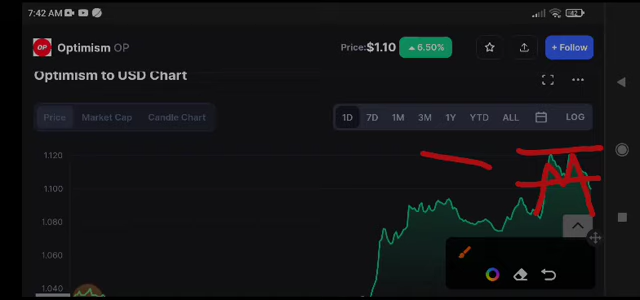 7:42 AM
42
OP Optimism OP
Price:$1.10 ▲ 6.50%
+ Follow
Optimism to USD Chart
Price Market Cap Candle Chart
1D 7D 1M 3M 1Y YTD ALL LOG
1.120
1.100
1.080
1.060
1.040